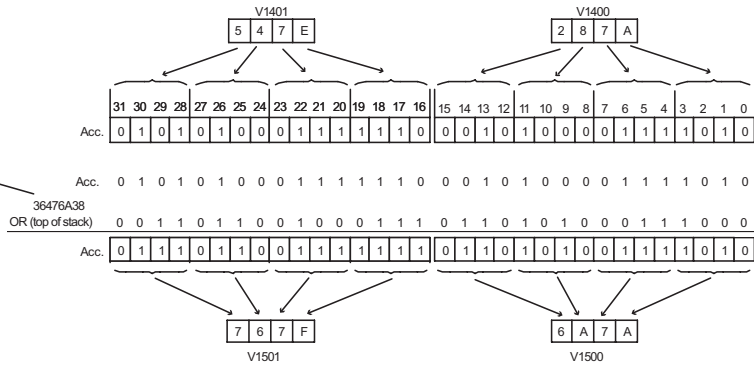 V1401 V1400
5 4 7 E 2 8 7 A
31 30 29 28 27 26 25 24 23 22 21 20 19 18 17 16 15 14 13 12 11 10 9 8 7 6 5 4 3 2 1 0
Acc. 0 1 0 1 0 1 0 0 0 1 1 1 1 1 1 0 0 0 1 0 1 0 0 0 0 1 1 1 1 0 1 0
Acc. 0 1 0 1 0 1 0 0 0 1 1 1 1 1 1 0 0 0 1 0 1 0 0 0 0 1 1 1 1 0 1 0
36476A38
OR (top of stack) 0 0 1 1 0 1 1 0 0 1 0 0 0 1 1 1 0 1 1 0 1 0 1 0 0 0 1 1 1 0 0 0
Acc. 0 1 1 1 0 1 1 0 0 1 1 1 1 1 1 1 0 1 1 0 1 0 1 0 0 1 1 1 1 0 1 0
7 6 7 F 6 A 7 A
V1501 V1500